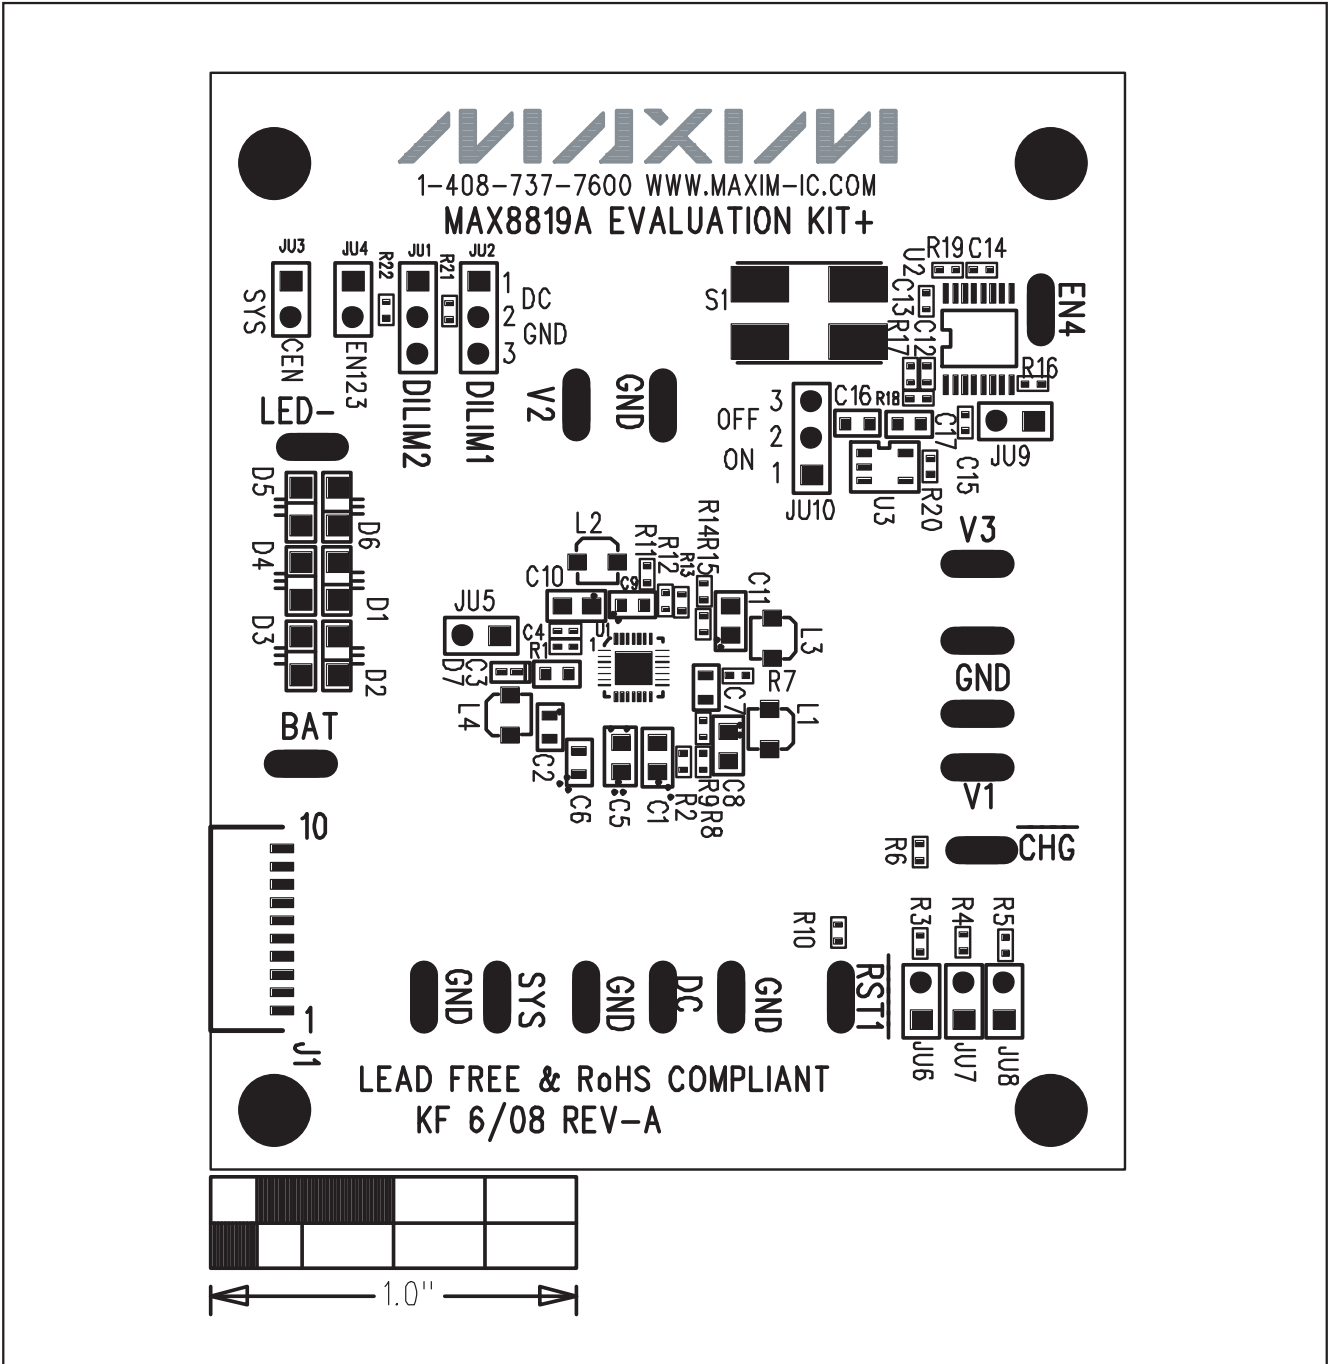 MAXIM
1-408-737-7600 WWW.MAXIM-IC.COM
MAX8819A EVALUATION KIT+
JU3
JU4
R22
JU1
R21
JU2
SYS
CEN
EN123
DILIM2
DILIM1
1
2
3
DC
GND
V2
GND
S1
U2
R19
C14
C13
R17
C12
EN4
R16
3
2
1
OFF
ON
JU10
C16
R18
C17
U3
R20
C15
JU9
LED-
D5
D6
D4
D1
D3
D2
BAT
L2
R11
R12
R13
R14
R15
C10
C9
C11
JU5
C4
U1
1
R1
D7
C3
L3
R7
C7
L4
L1
C2
C6
C5
C1
R2
R9
R8
C8
V3
GND
V1
CHG
R6
10
1
J1
R10
R3
R4
R5
GND
SYS
GND
DC
GND
RST1
JU6
JU7
JU8
LEAD FREE & RoHS COMPLIANT
KF 6/08 REV-A
1.0"